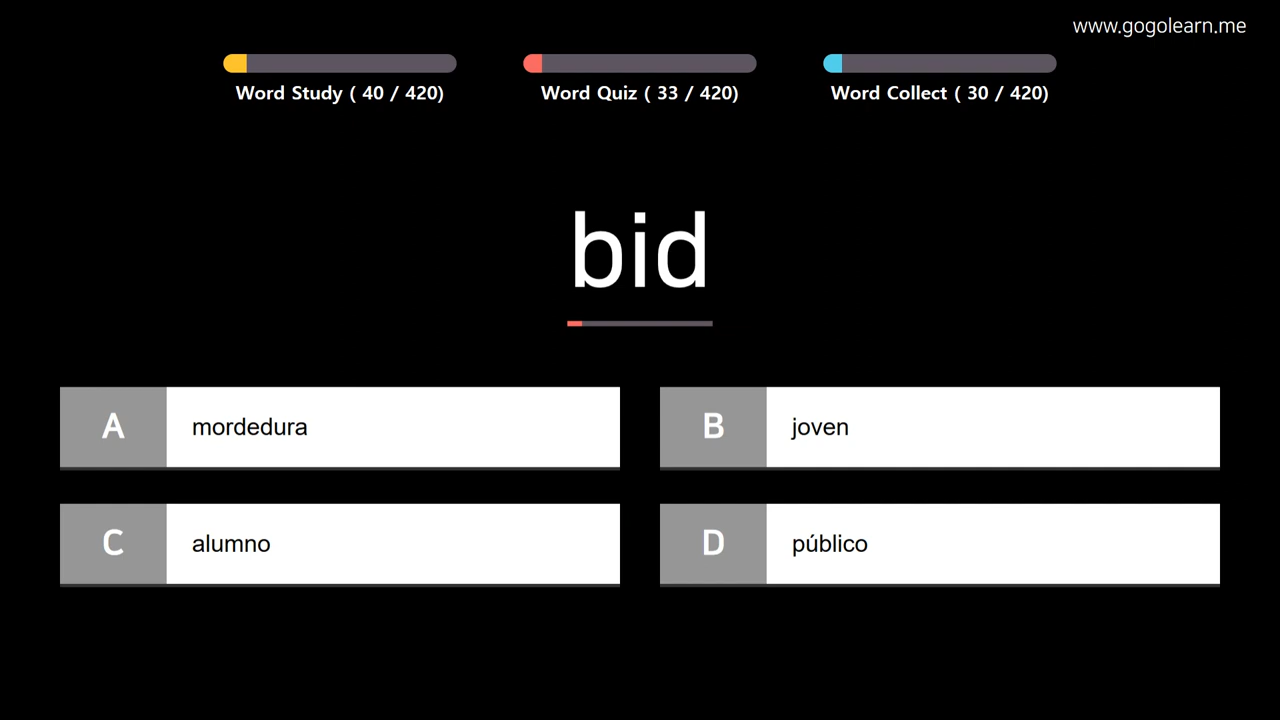 www.gogolearn.me
Word Study ( 40 / 420)
Word Quiz ( 33 / 420)
Word Collect ( 30 / 420)
bid
A mordedura
B joven
C alumno
D público